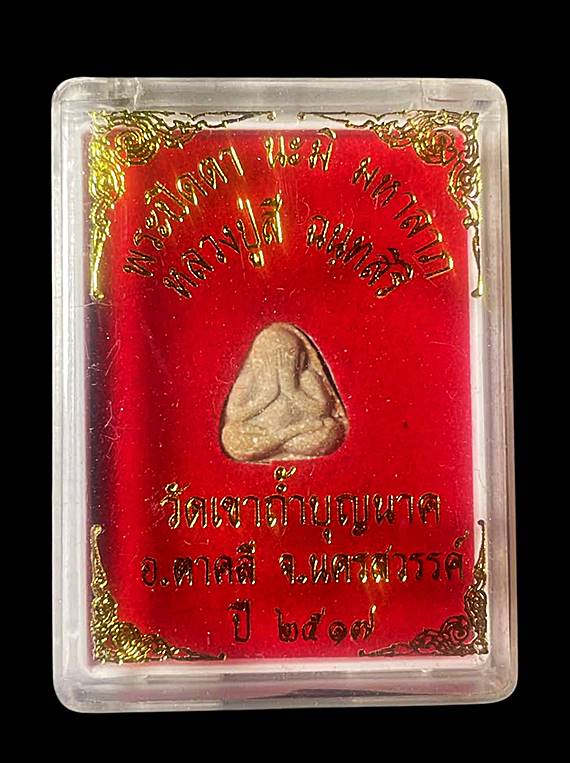 พระปิดตา นะมิ มหาลาภ
หลวงปู่สี ฉนฺทสิริ
วัดเขาถ้ำบุญนาค
อ.ตาคลี จ.นครสวรรค์
ปี ๒๕๑๗